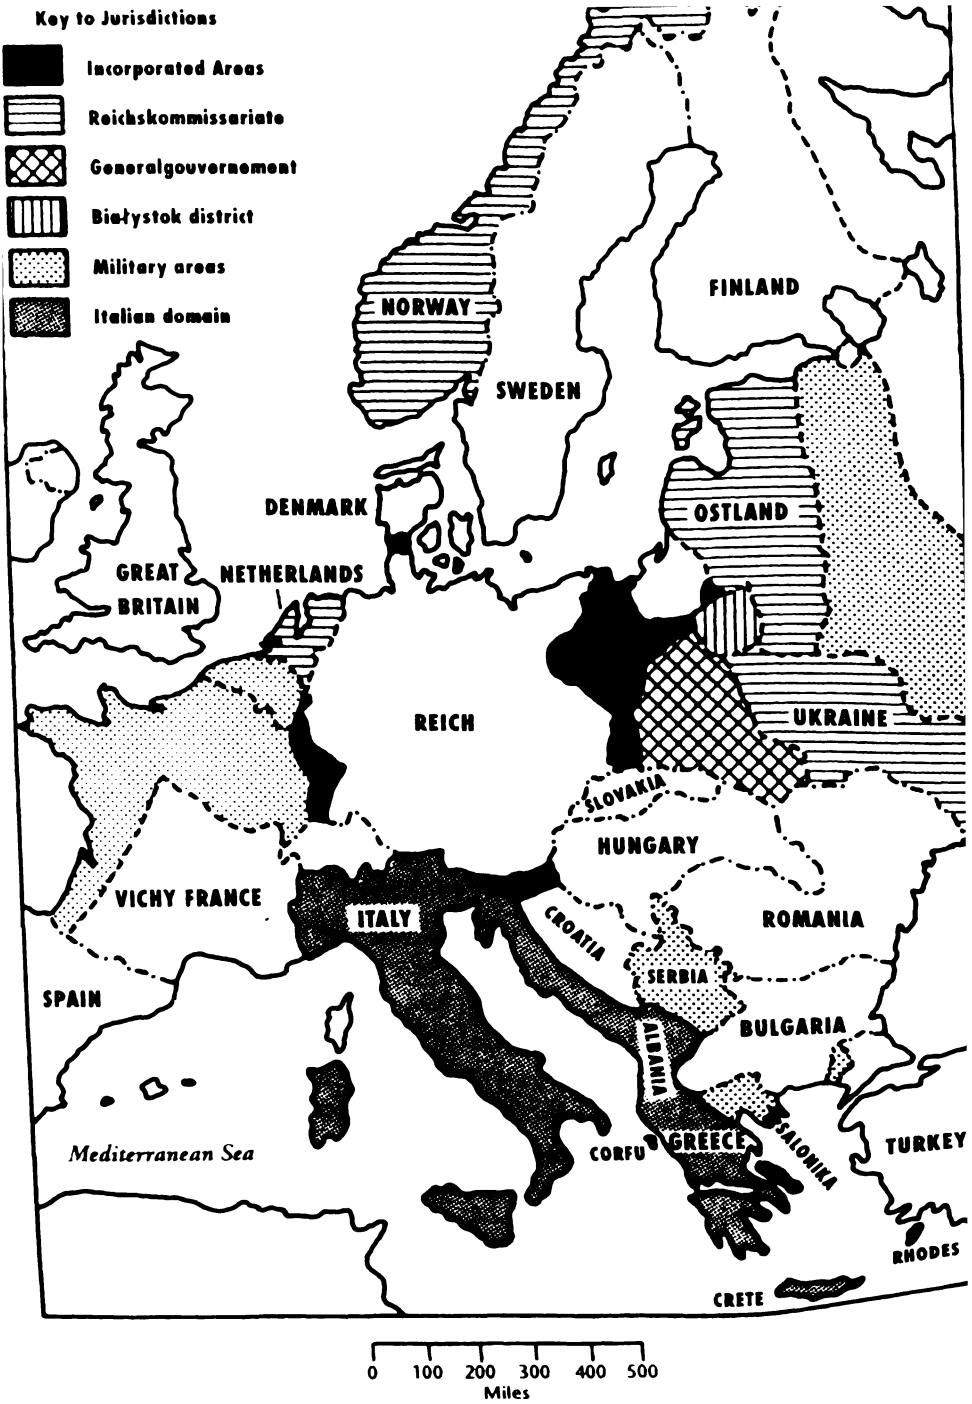 Key to Jurisdictions
Incorporated Areas
Reichskommissariate
Generalgouvernement
Białystok district
Military areas
Italian domain
NORWAY
FINLAND
SWEDEN
DENMARK
OSTLAND
GREAT
BRITAIN
NETHERLANDS
REICH
UKRAINE
SLOVAKIA
HUNGARY
VICHY FRANCE
ITALY
CROATIA
ROMANIA
SERBIA
SPAIN
BULGARIA
ALBANIA
Mediterranean Sea
CORFU
GREECE
SALONIKA
TURKEY
RHODES
CRETE
0 100 200 300 400 500
Miles